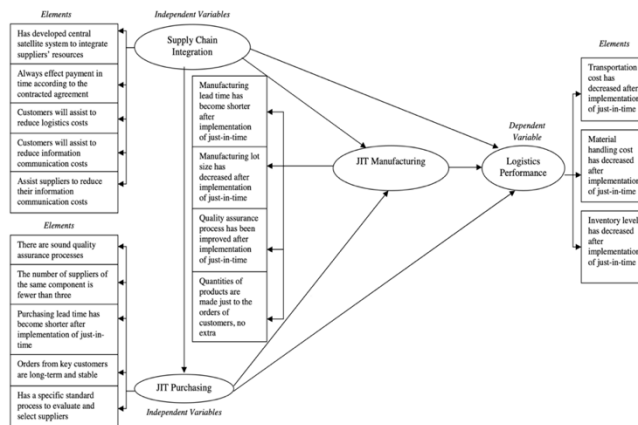 Elements
Has developed central
satellite system to integrate
suppliers' resources
Always effect payment in
time according to the
contracted agreement
Customers will assist to
reduce logistics costs
Customers will assist to
reduce information
communication costs
Assist suppliers to reduce
their information
communication costs
Elements
There are sound quality
assurance processes
The number of suppliers of
the same component is
fewer than three
Purchasing lead time has
become shorter after
implementation of just-in-
time
Orders from key customers
are long-term and stable
Has a specific standard
process to evaluate and
select suppliers
Independent Variables
Supply Chain
Integration
Manufacturing
lead time has
become shorter
after
implementation of
just-in-time
Manufacturing lot
size has
decreased after
implementation of
just-in-time
Quality assurance
process has been
improved after
implementation of
just-in-time
Quantities of
products are
made just to the
orders of
customers, no
extra
JIT Purchasing
Independent Variables
JIT Manufacturing
Dependent
Variable
Logistics
Performance
Elements
Transportation
cost has
decreased after
implementation
of just-in-time
Material
handling cost
has decreased
after
implementation
of just-in-time
Inventory level
has decreased
after
implementation
of just-in-time